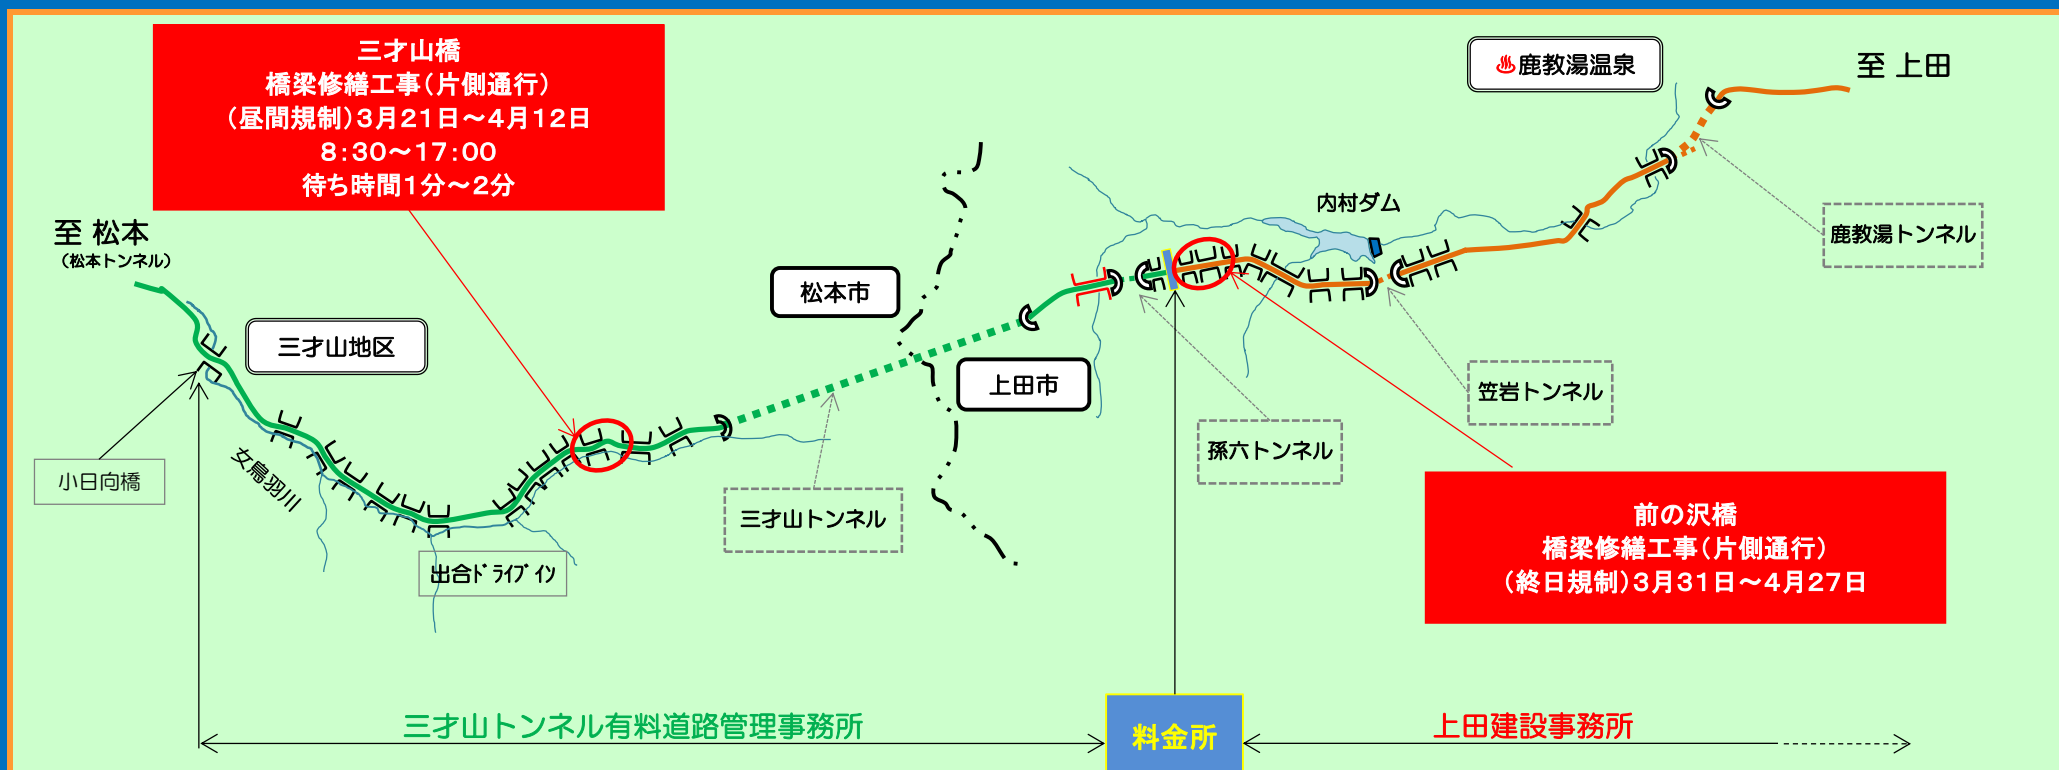 三才山橋
橋梁修繕工事（片側通行）
（昼間規制）3月21日～4月12日
8：30～17：00
待ち時間1分～2分
♨鹿教湯温泉
至 上田
至 松本
（松本トンネル）
内村ダム
鹿教湯トンネル
松本市
三才山地区
上田市
笠岩トンネル
孫六トンネル
小日向橋
女鳥羽川
三才山トンネル
出合ﾄﾞﾗｲﾌﾞｲﾝ
前の沢橋
橋梁修繕工事（片側通行）
（終日規制）3月31日～4月27日
三才山トンネル有料道路管理事務所
料金所
上田建設事務所